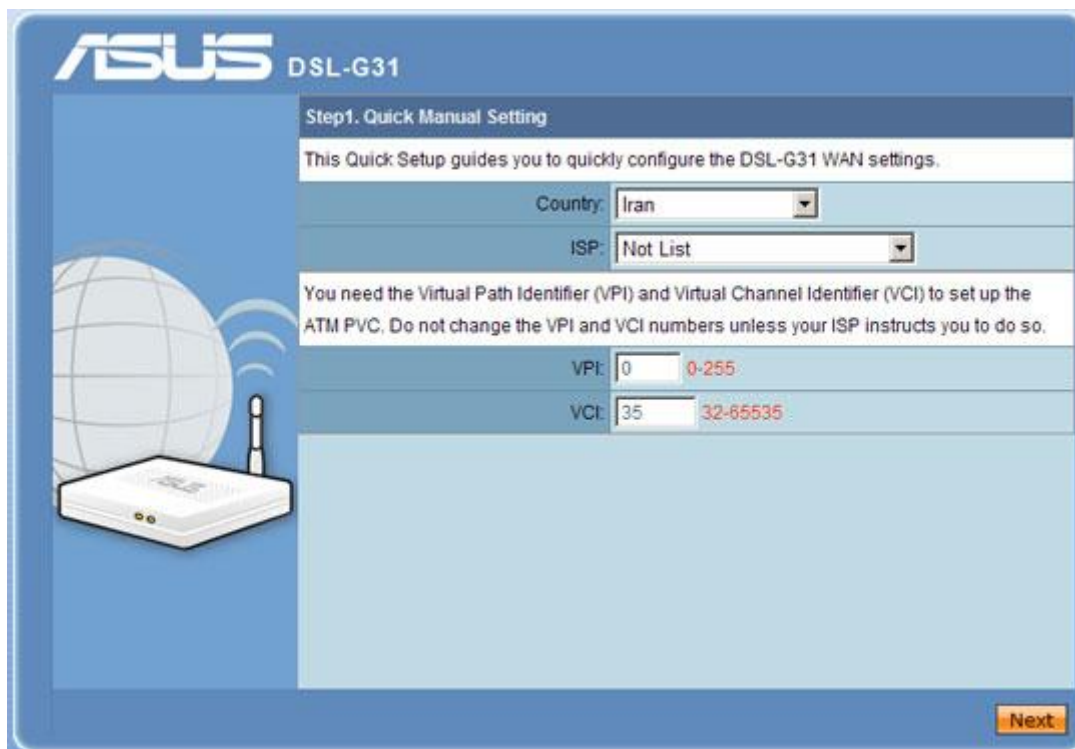 ASUS DSL-G31
Step1. Quick Manual Setting
This Quick Setup guides you to quickly configure the DSL-G31 WAN settings.
Country: Iran
ISP: Not List
You need the Virtual Path Identifier (VPI) and Virtual Channel Identifier (VCI) to set up the
ATM PVC. Do not change the VPI and VCI numbers unless your ISP instructs you to do so.
VPI: 0 0-255
VCI: 35 32-65535
ASUS
Next